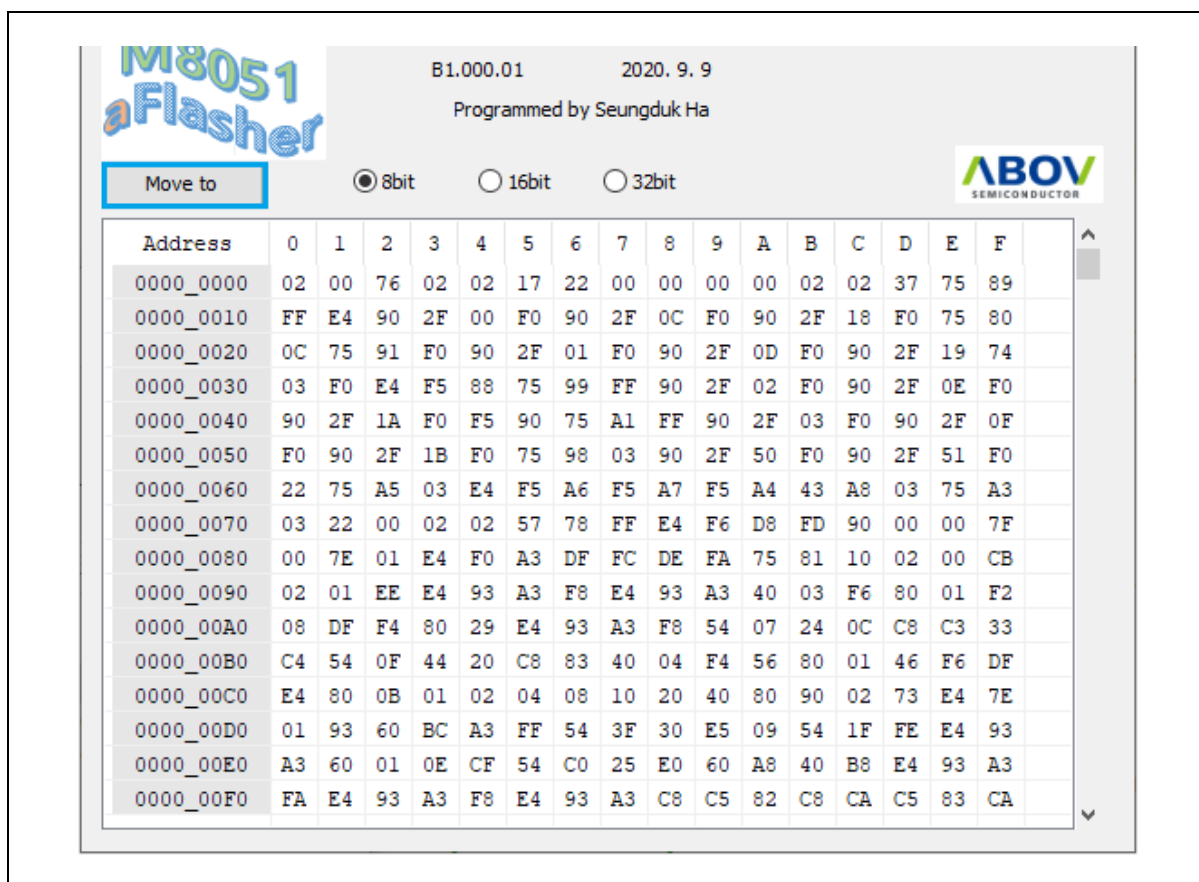 M8051
aFlasher
B1.000.01 2020. 9. 9
Programmed by Seungduk Ha
Move to 8bit 16bit 32bit
ABOV
SEMICONDUCTOR
Address 0 1 2 3 4 5 6 7 8 9 A B C D E F
0000_0000 02 00 76 02 02 17 22 00 00 00 00 02 02 37 75 89
0000_0010 FF E4 90 2F 00 F0 90 2F 0C F0 90 2F 18 F0 75 80
0000_0020 0C 75 91 F0 90 2F 01 F0 90 2F 0D F0 90 2F 19 74
0000_0030 03 F0 E4 F5 88 75 99 FF 90 2F 02 F0 90 2F 0E F0
0000_0040 90 2F 1A F0 F5 90 75 A1 FF 90 2F 03 F0 90 2F 0F
0000_0050 F0 90 2F 1B F0 75 98 03 90 2F 50 F0 90 2F 51 F0
0000_0060 22 75 A5 03 E4 F5 A6 F5 A7 F5 A4 43 A8 03 75 A3
0000_0070 03 22 00 02 02 57 78 FF E4 F6 D8 FD 90 00 00 7F
0000_0080 00 7E 01 E4 F0 A3 DF FC DE FA 75 81 10 02 00 CB
0000_0090 02 01 EE E4 93 A3 F8 E4 93 A3 40 03 F6 80 01 F2
0000_00A0 08 DF F4 80 29 E4 93 A3 F8 54 07 24 0C C8 C3 33
0000_00B0 C4 54 0F 44 20 C8 83 40 04 F4 56 80 01 46 F6 DF
0000_00C0 E4 80 0B 01 02 04 08 10 20 40 80 90 02 73 E4 7E
0000_00D0 01 93 60 BC A3 FF 54 3F 30 E5 09 54 1F FE E4 93
0000_00E0 A3 60 01 0E CF 54 C0 25 E0 60 A8 40 B8 E4 93 A3
0000_00F0 FA E4 93 A3 F8 E4 93 A3 C8 C5 82 C8 CA C5 83 CA